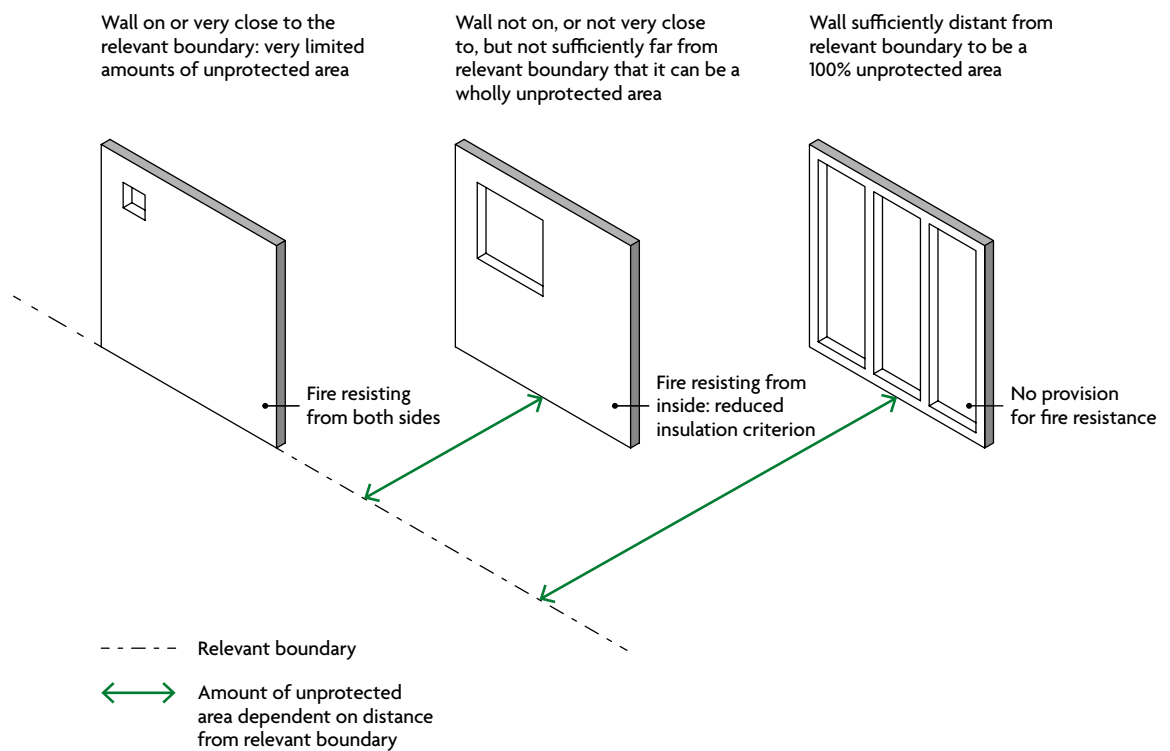 Wall on or very close to the
relevant boundary: very limited
amounts of unprotected area
Wall not on, or not very close
to, but not sufficiently far from
relevant boundary that it can be a
wholly unprotected area
Wall sufficiently distant from
relevant boundary to be a
100% unprotected area
Fire resisting
from both sides
Fire resisting from
inside: reduced
insulation criterion
No provision
for fire resistance
Relevant boundary
Amount of unprotected
area dependent on distance
from relevant boundary